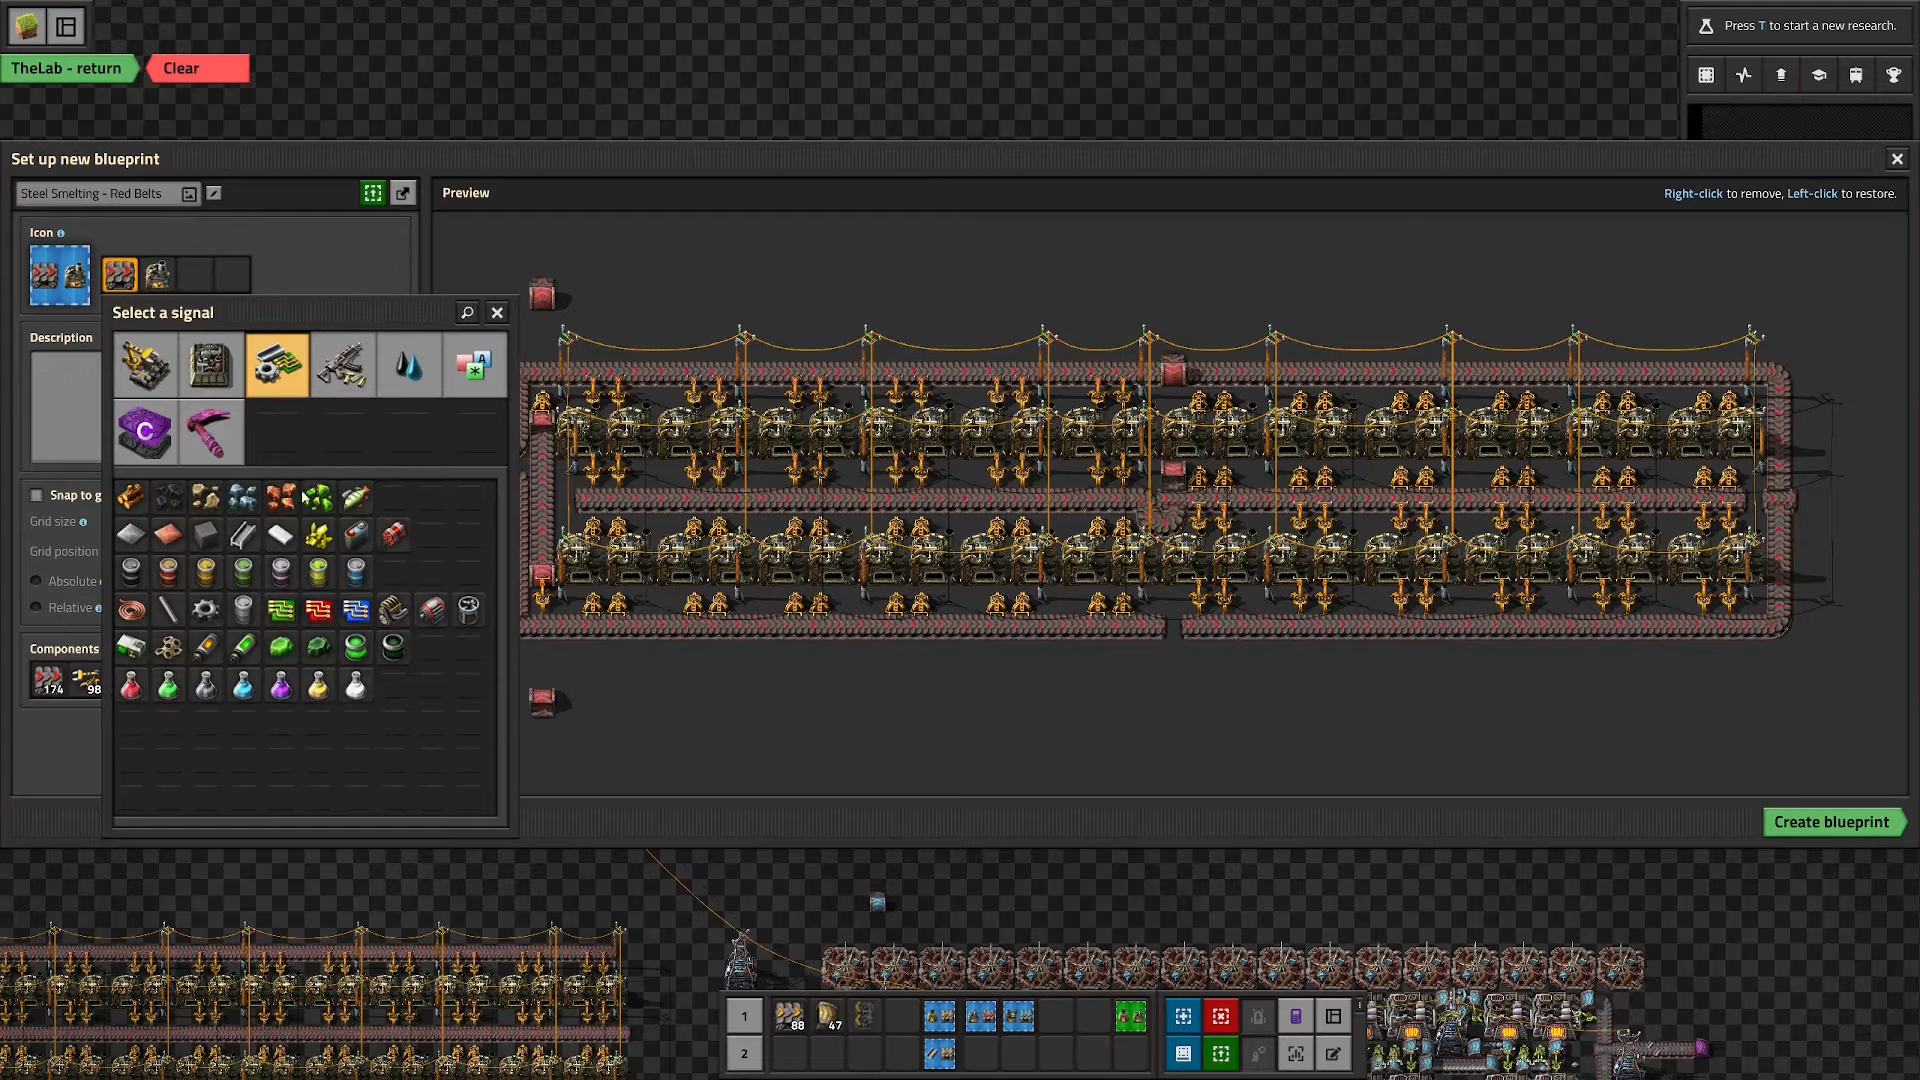 Press T to start a new research.
TheLab - return
Clear
Set up new blueprint
Steel Smelting - Red Belts
Preview
Right-click to remove, Left-click to restore.
Icon
Select a signal
Description
A
C
Snap to g
Grid size
Grid position
Absolute
Relative
Components
174
98
Create blueprint
1
88
47
2